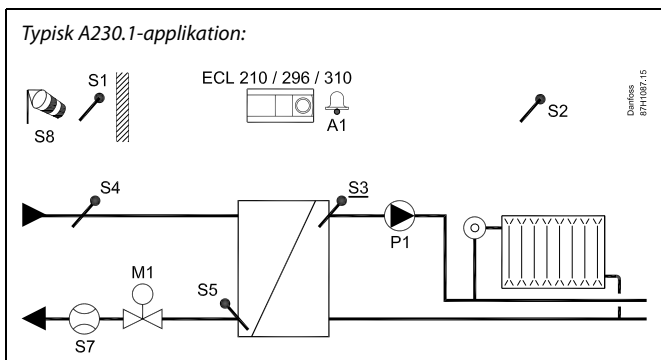 Typisk A230.1-applikation:
S1
S8
ECL 210 / 296 / 310
A1
S2
Danfoss
87H1087.15
S4
S3
P1
M1
S5
S7